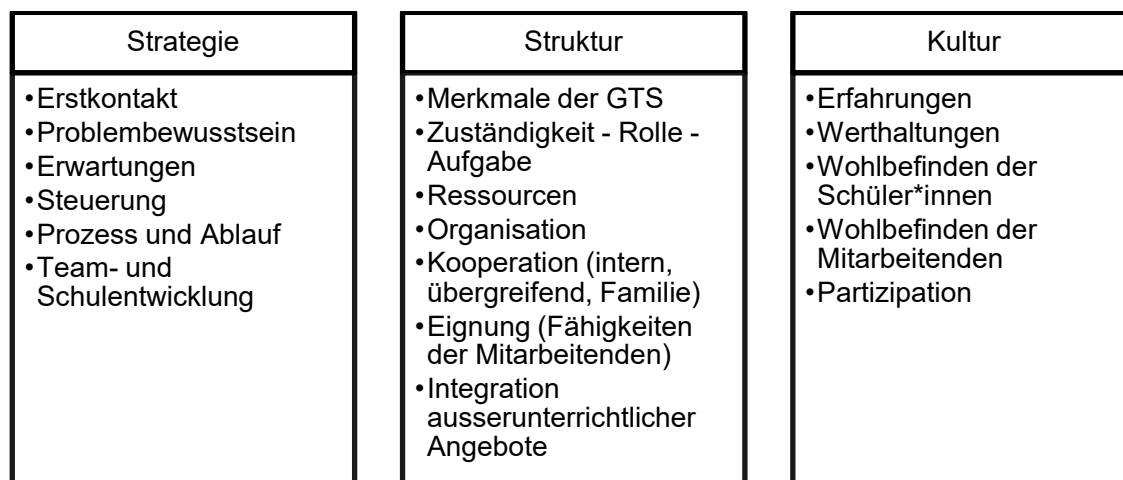 Strategie
•Erstkontakt
•Problembewusstsein
•Erwartungen
•Steuerung
•Prozess und Ablauf
•Team- und
Schulentwicklung
Struktur
•Merkmale der GTS
•Zuständigkeit - Rolle -
Aufgabe
•Ressourcen
•Organisation
•Kooperation (intern,
übergreifend, Familie)
•Eignung (Fähigkeiten
der Mitarbeitenden)
•Integration
ausserunterrichtlicher
Angebote
Kultur
•Erfahrungen
•Werthaltungen
•Wohlbefinden der
Schüler*innen
•Wohlbefinden der
Mitarbeitenden
•Partizipation